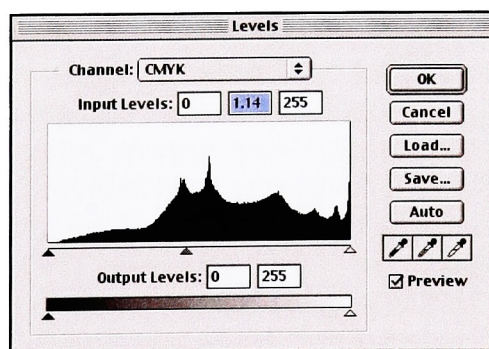 Levels
Channel: CMYK
Input Levels: 0 1.14 255
Output Levels: 0 255
OK
Cancel
Load...
Save...
Auto
Preview